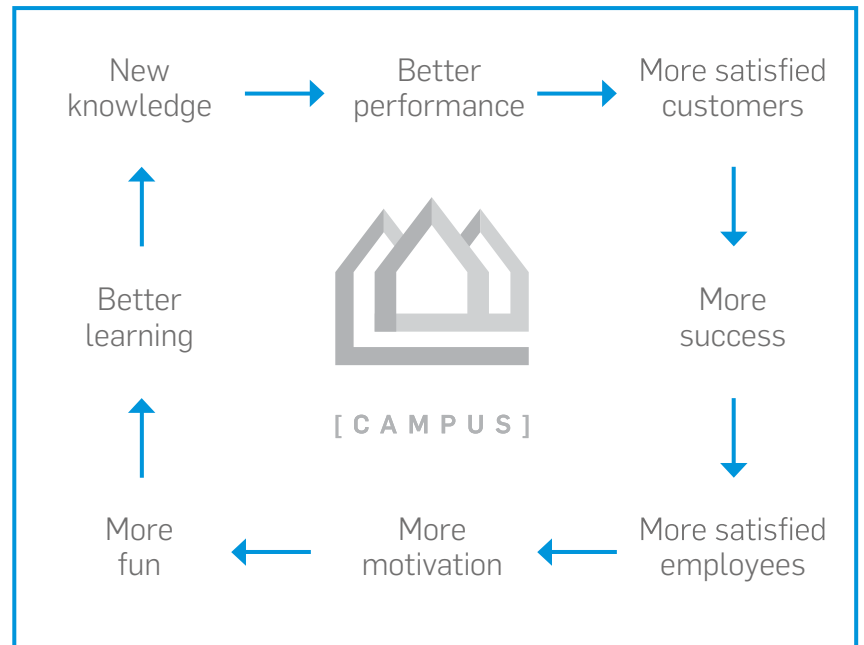 New
knowledge
Better
performance
More satisfied
customers
Better
learning
More
success
[CAMPUS]
More
fun
More
motivation
More satisfied
employees